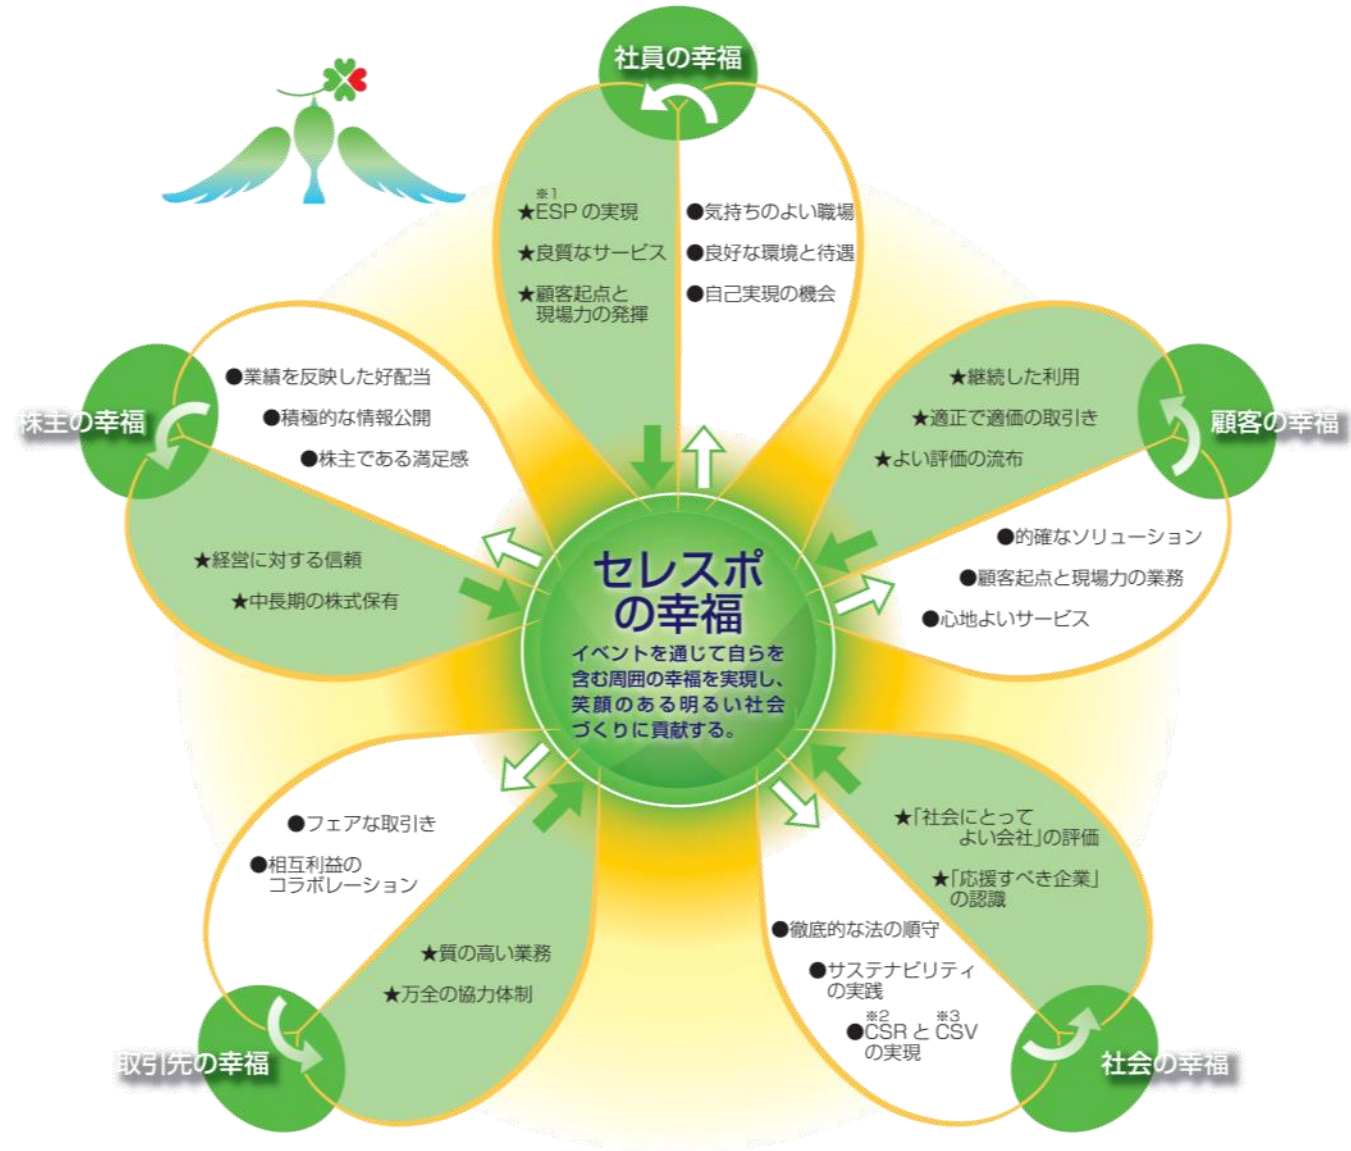 社員の幸福
※1
★ESP の実現
★良質なサービス
★顧客起点と
現場力の発揮
●気持ちのよい職場
●良好な環境と待遇
●自己実現の機会
株主の幸福
●業績を反映した好配当
●積極的な情報公開
●株主である満足感
★経営に対する信頼
★中長期の株式保有
顧客の幸福
★継続した利用
★適正で適価の取引き
★よい評価の流布
●的確なソリューション
●顧客起点と現場力の業務
●心地よいサービス
セレスポ
の幸福
イベントを通じて自らを
含む周囲の幸福を実現し、
笑顔のある明るい社会
づくりに貢献する。
●フェアな取引き
●相互利益の
コラボレーション
★質の高い業務
★万全の協力体制
取引先の幸福
★「社会にとって
よい会社」の評価
★「応援すべき企業」
の認識
●徹底的な法の順守
●サステナビリティ
の実践
※2 ※3
●CSR と CSV
の実現
社会の幸福